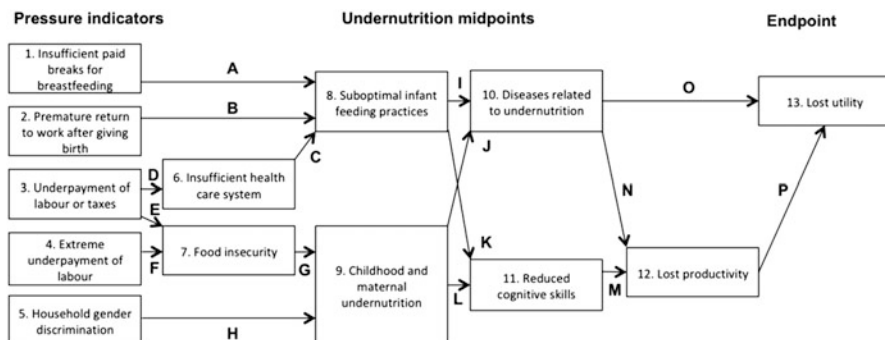 Pressure indicators
Undernutrition midpoints
Endpoint
1. Insufficient paid
breaks for
breastfeeding
A
2. Premature return
to work after giving
birth
B
3. Underpayment of
labour or taxes
D
E
4. Extreme
underpayment of
labour
F
5. Household gender
discrimination
H
6. Insufficient health
care system
C
7. Food insecurity
G
8. Suboptimal infant
feeding practices
I
9. Childhood and
maternal
undernutrition
J
K
L
10. Diseases related
to undernutrition
O
N
11. Reduced
cognitive skills
M
12. Lost productivity
P
13. Lost utility